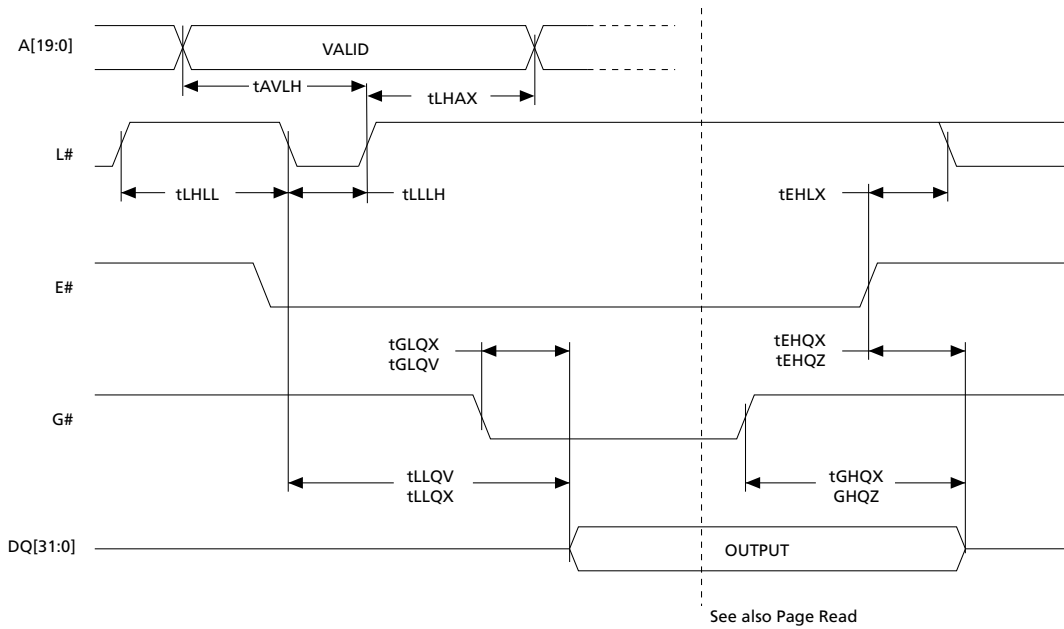 A[19:0]
VALID
tAVLH
tLHAX
L#
tLHLL
tLLLH
tEHLX
E#
tGLQX
tGLQV
tEHQX
tEHQZ
G#
tLLQV
tLLQX
tGHQX
GHQZ
DQ[31:0]
OUTPUT
See also Page Read